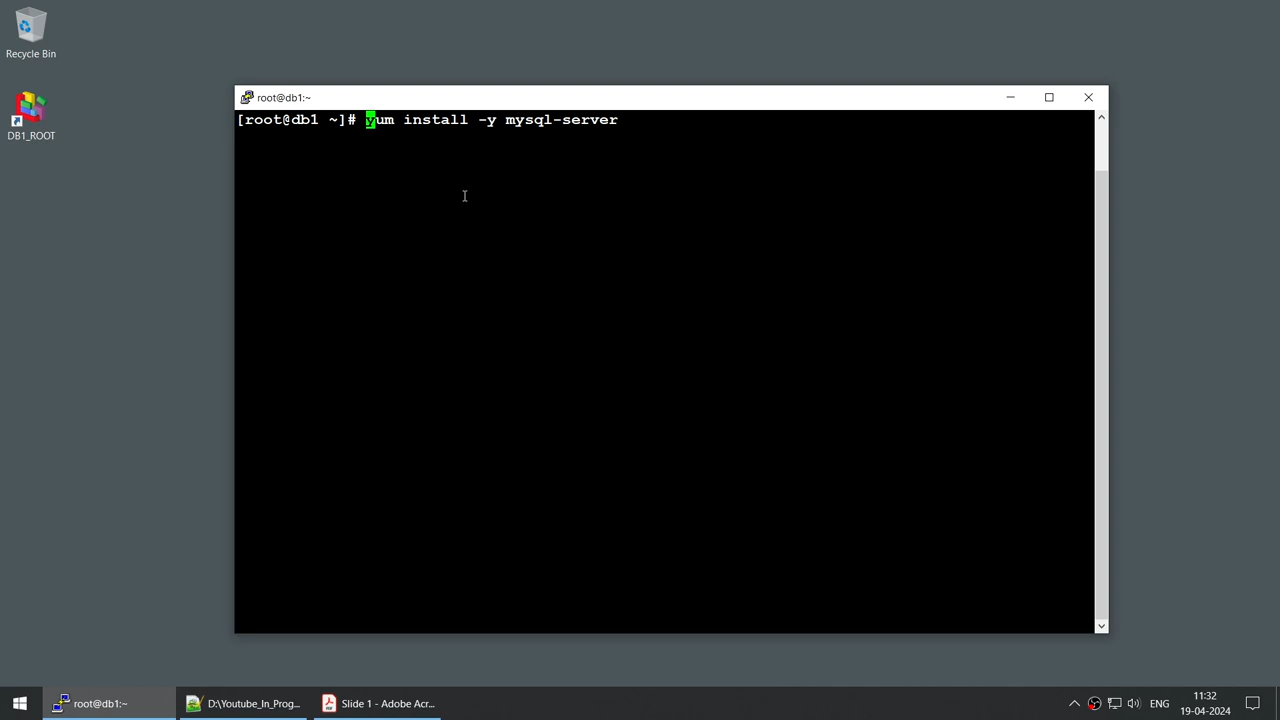 Recycle Bin
DB1_ROOT
root@db1:~
[root@db1 ~]# yum install -y mysql-server
root@db1:~
D:\Youtube_In_Prog...
Slide 1 - Adobe Acr...
ENG
11:32
19-04-2024